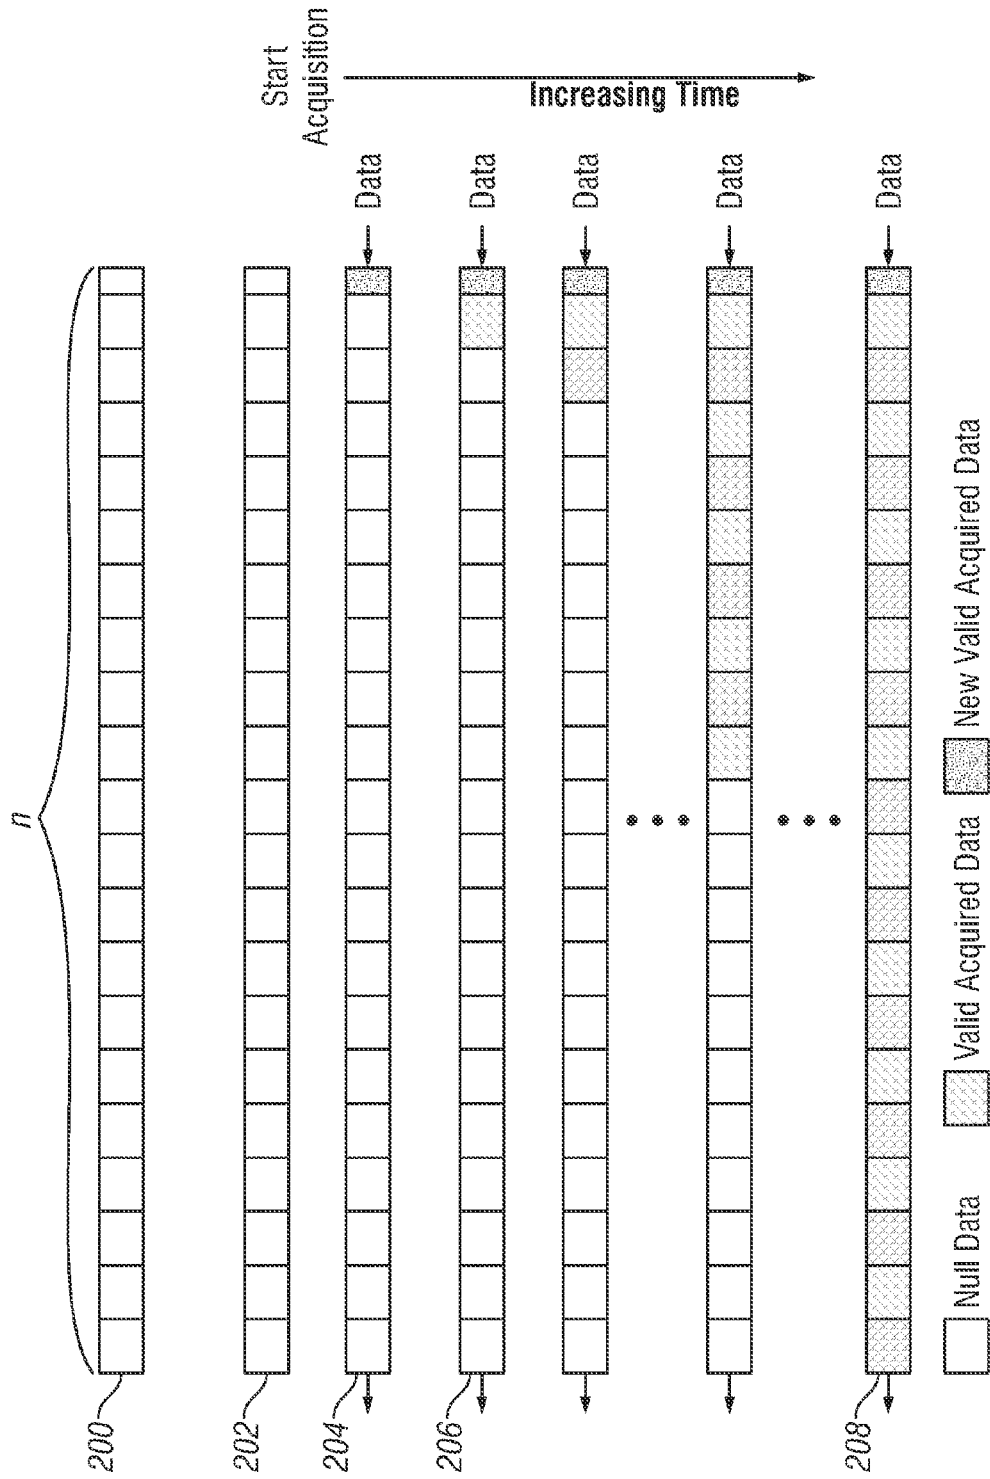 n
200
202
204
206
208
Start
Acquisition
Increasing Time
Data
Data
Data
Data
Data
Null Data
Valid Acquired Data
New Valid Acquired Data